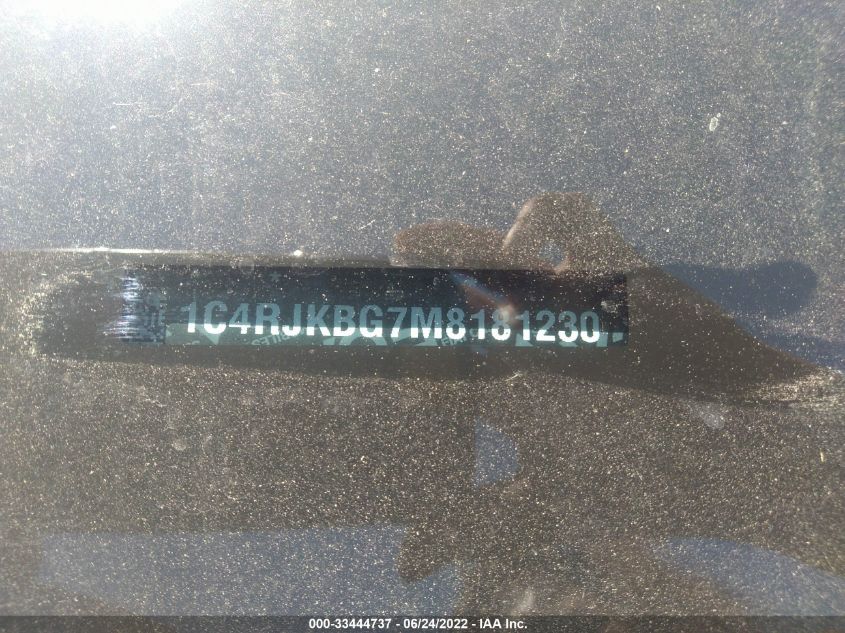 1C4RJKBG7M8181230
000-33444737 - 06/24/2022 - IAA Inc.